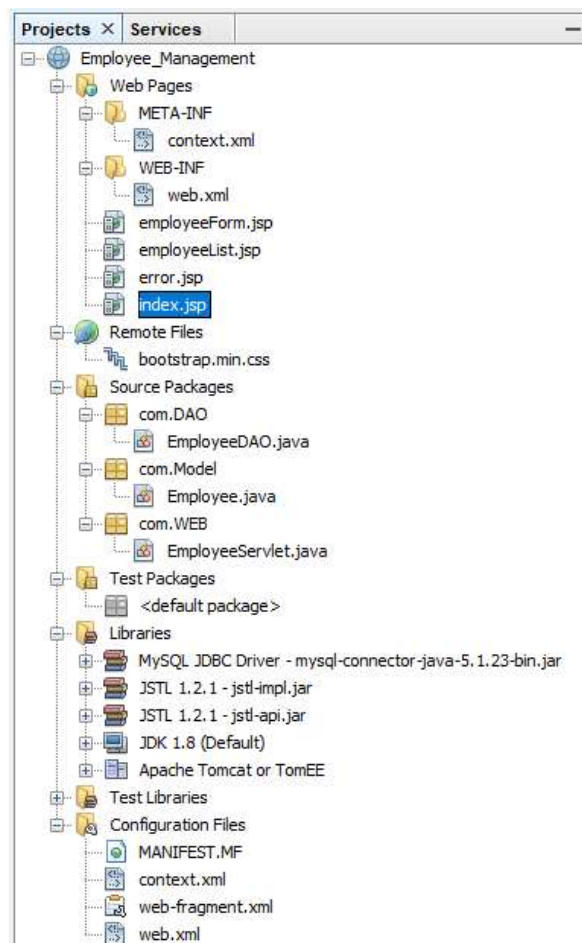 Projects × Services
Employee_Management
Web Pages
META-INF
context.xml
WEB-INF
web.xml
employeeForm.jsp
employeeList.jsp
error.jsp
index.jsp
Remote Files
bootstrap.min.css
Source Packages
com.DAO
EmployeeDAO.java
com.Model
Employee.java
com.WEB
EmployeeServlet.java
Test Packages
<default package>
Libraries
MySQL JDBC Driver - mysql-connector-java-5.1.23-bin.jar
JSTL 1.2.1 - jstl-impl.jar
JSTL 1.2.1 - jstl-api.jar
JDK 1.8 (Default)
Apache Tomcat or TomEE
Test Libraries
Configuration Files
MANIFEST.MF
context.xml
web-fragment.xml
web.xml